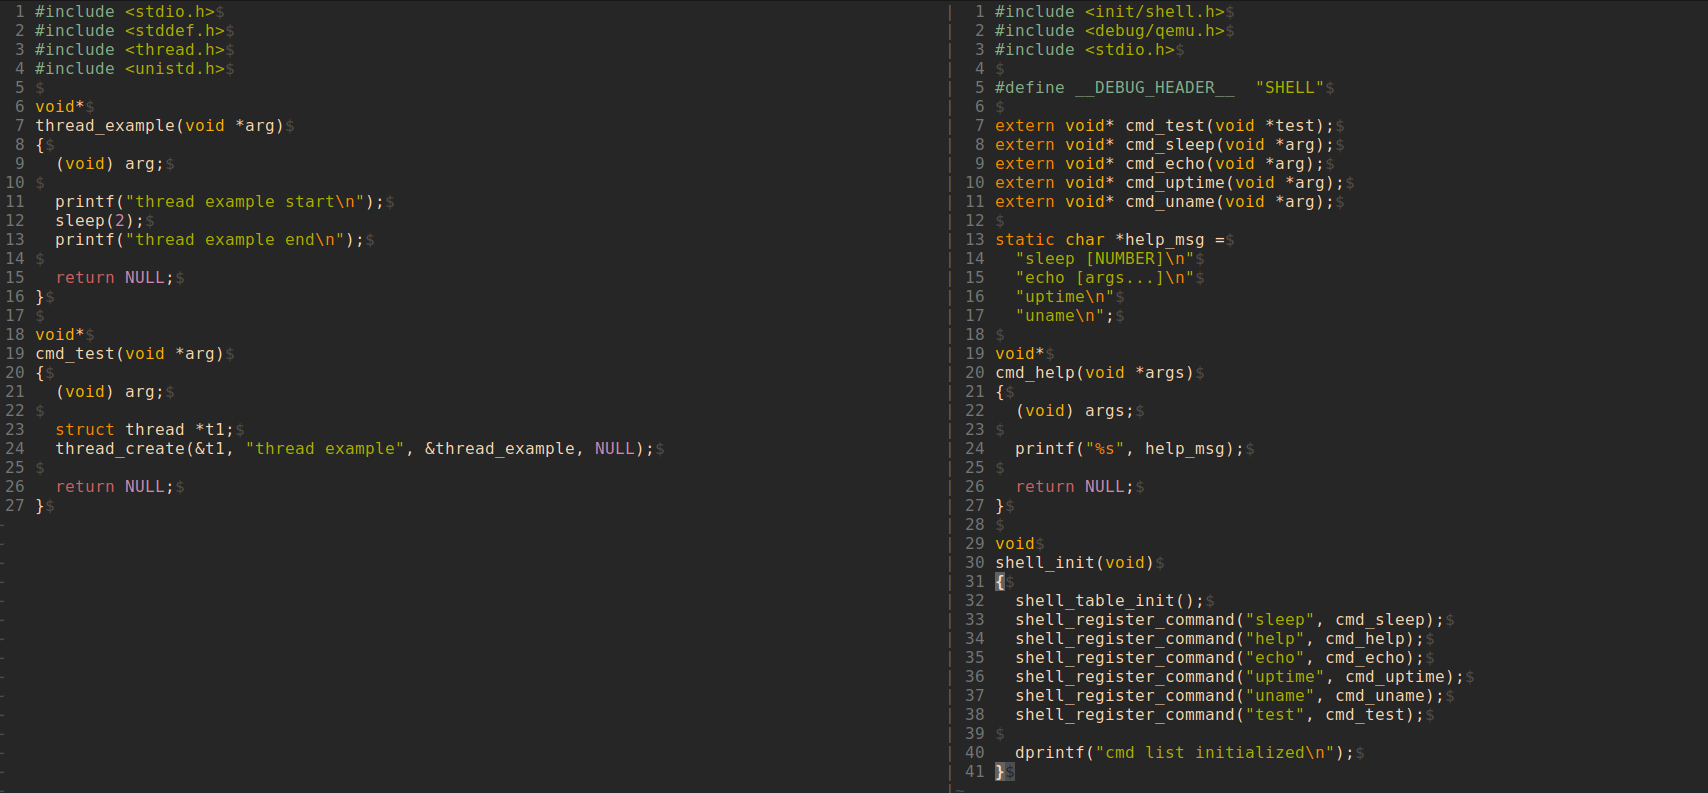 1 #include <stdio.h>$
2 #include <stddef.h>$
3 #include <thread.h>$
4 #include <unistd.h>$
5 $
6 void*$
7 thread_example(void *arg)$
8 {$
9   (void) arg;$
10 $
11   printf("thread example start\n");$
12   sleep(2);$
13   printf("thread example end\n");$
14 $
15   return NULL;$
16 }$
17 $
18 void*$
19 cmd_test(void *arg)$
20 {$
21   (void) arg;$
22 $
23   struct thread *t1;$
24   thread_create(&t1, "thread example", &thread_example, NULL);$
25 $
26   return NULL;$
27 }$
1 #include <init/shell.h>$
2 #include <debug/qemu.h>$
3 #include <stdio.h>$
4 $
5 #define __DEBUG_HEADER__  "SHELL"$
6 $
7 extern void* cmd_test(void *test);$
8 extern void* cmd_sleep(void *arg);$
9 extern void* cmd_echo(void *arg);$
10 extern void* cmd_uptime(void *arg);$
11 extern void* cmd_uname(void *arg);$
12 $
13 static char *help_msg =$
14   "sleep [NUMBER]\n"$
15   "echo [args...]\n"$
16   "uptime\n"$
17   "uname\n";$
18 $
19 void*$
20 cmd_help(void *args)$
21 {$
22   (void) args;$
23 $
24   printf("%s", help_msg);$
25 $
26   return NULL;$
27 }$
28 $
29 void$
30 shell_init(void)$
31 {$
32   shell_table_init();$
33   shell_register_command("sleep", cmd_sleep);$
34   shell_register_command("help", cmd_help);$
35   shell_register_command("echo", cmd_echo);$
36   shell_register_command("uptime", cmd_uptime);$
37   shell_register_command("uname", cmd_uname);$
38   shell_register_command("test", cmd_test);$
39 $
40   dprintf("cmd list initialized\n");$
41 }$